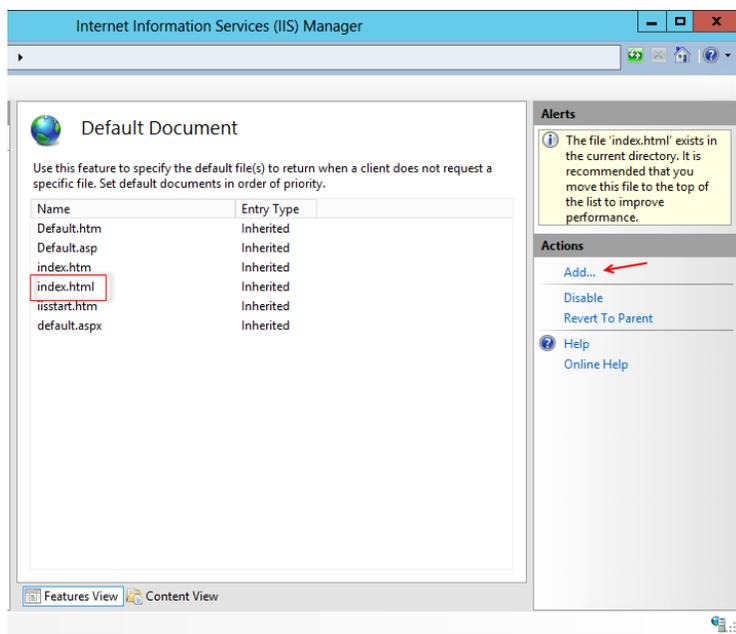 Internet Information Services (IIS) Manager
Default Document
Use this feature to specify the default file(s) to return when a client does not request a
specific file. Set default documents in order of priority.
Name Entry Type
Default.htm Inherited
Default.asp Inherited
index.htm Inherited
index.html Inherited
iisstart.htm Inherited
default.aspx Inherited
Features View Content View
Alerts
The file 'index.html' exists in
the current directory. It is
recommended that you
move this file to the top of
the list to improve
performance.
Actions
Add...
Disable
Revert To Parent
Help
Online Help